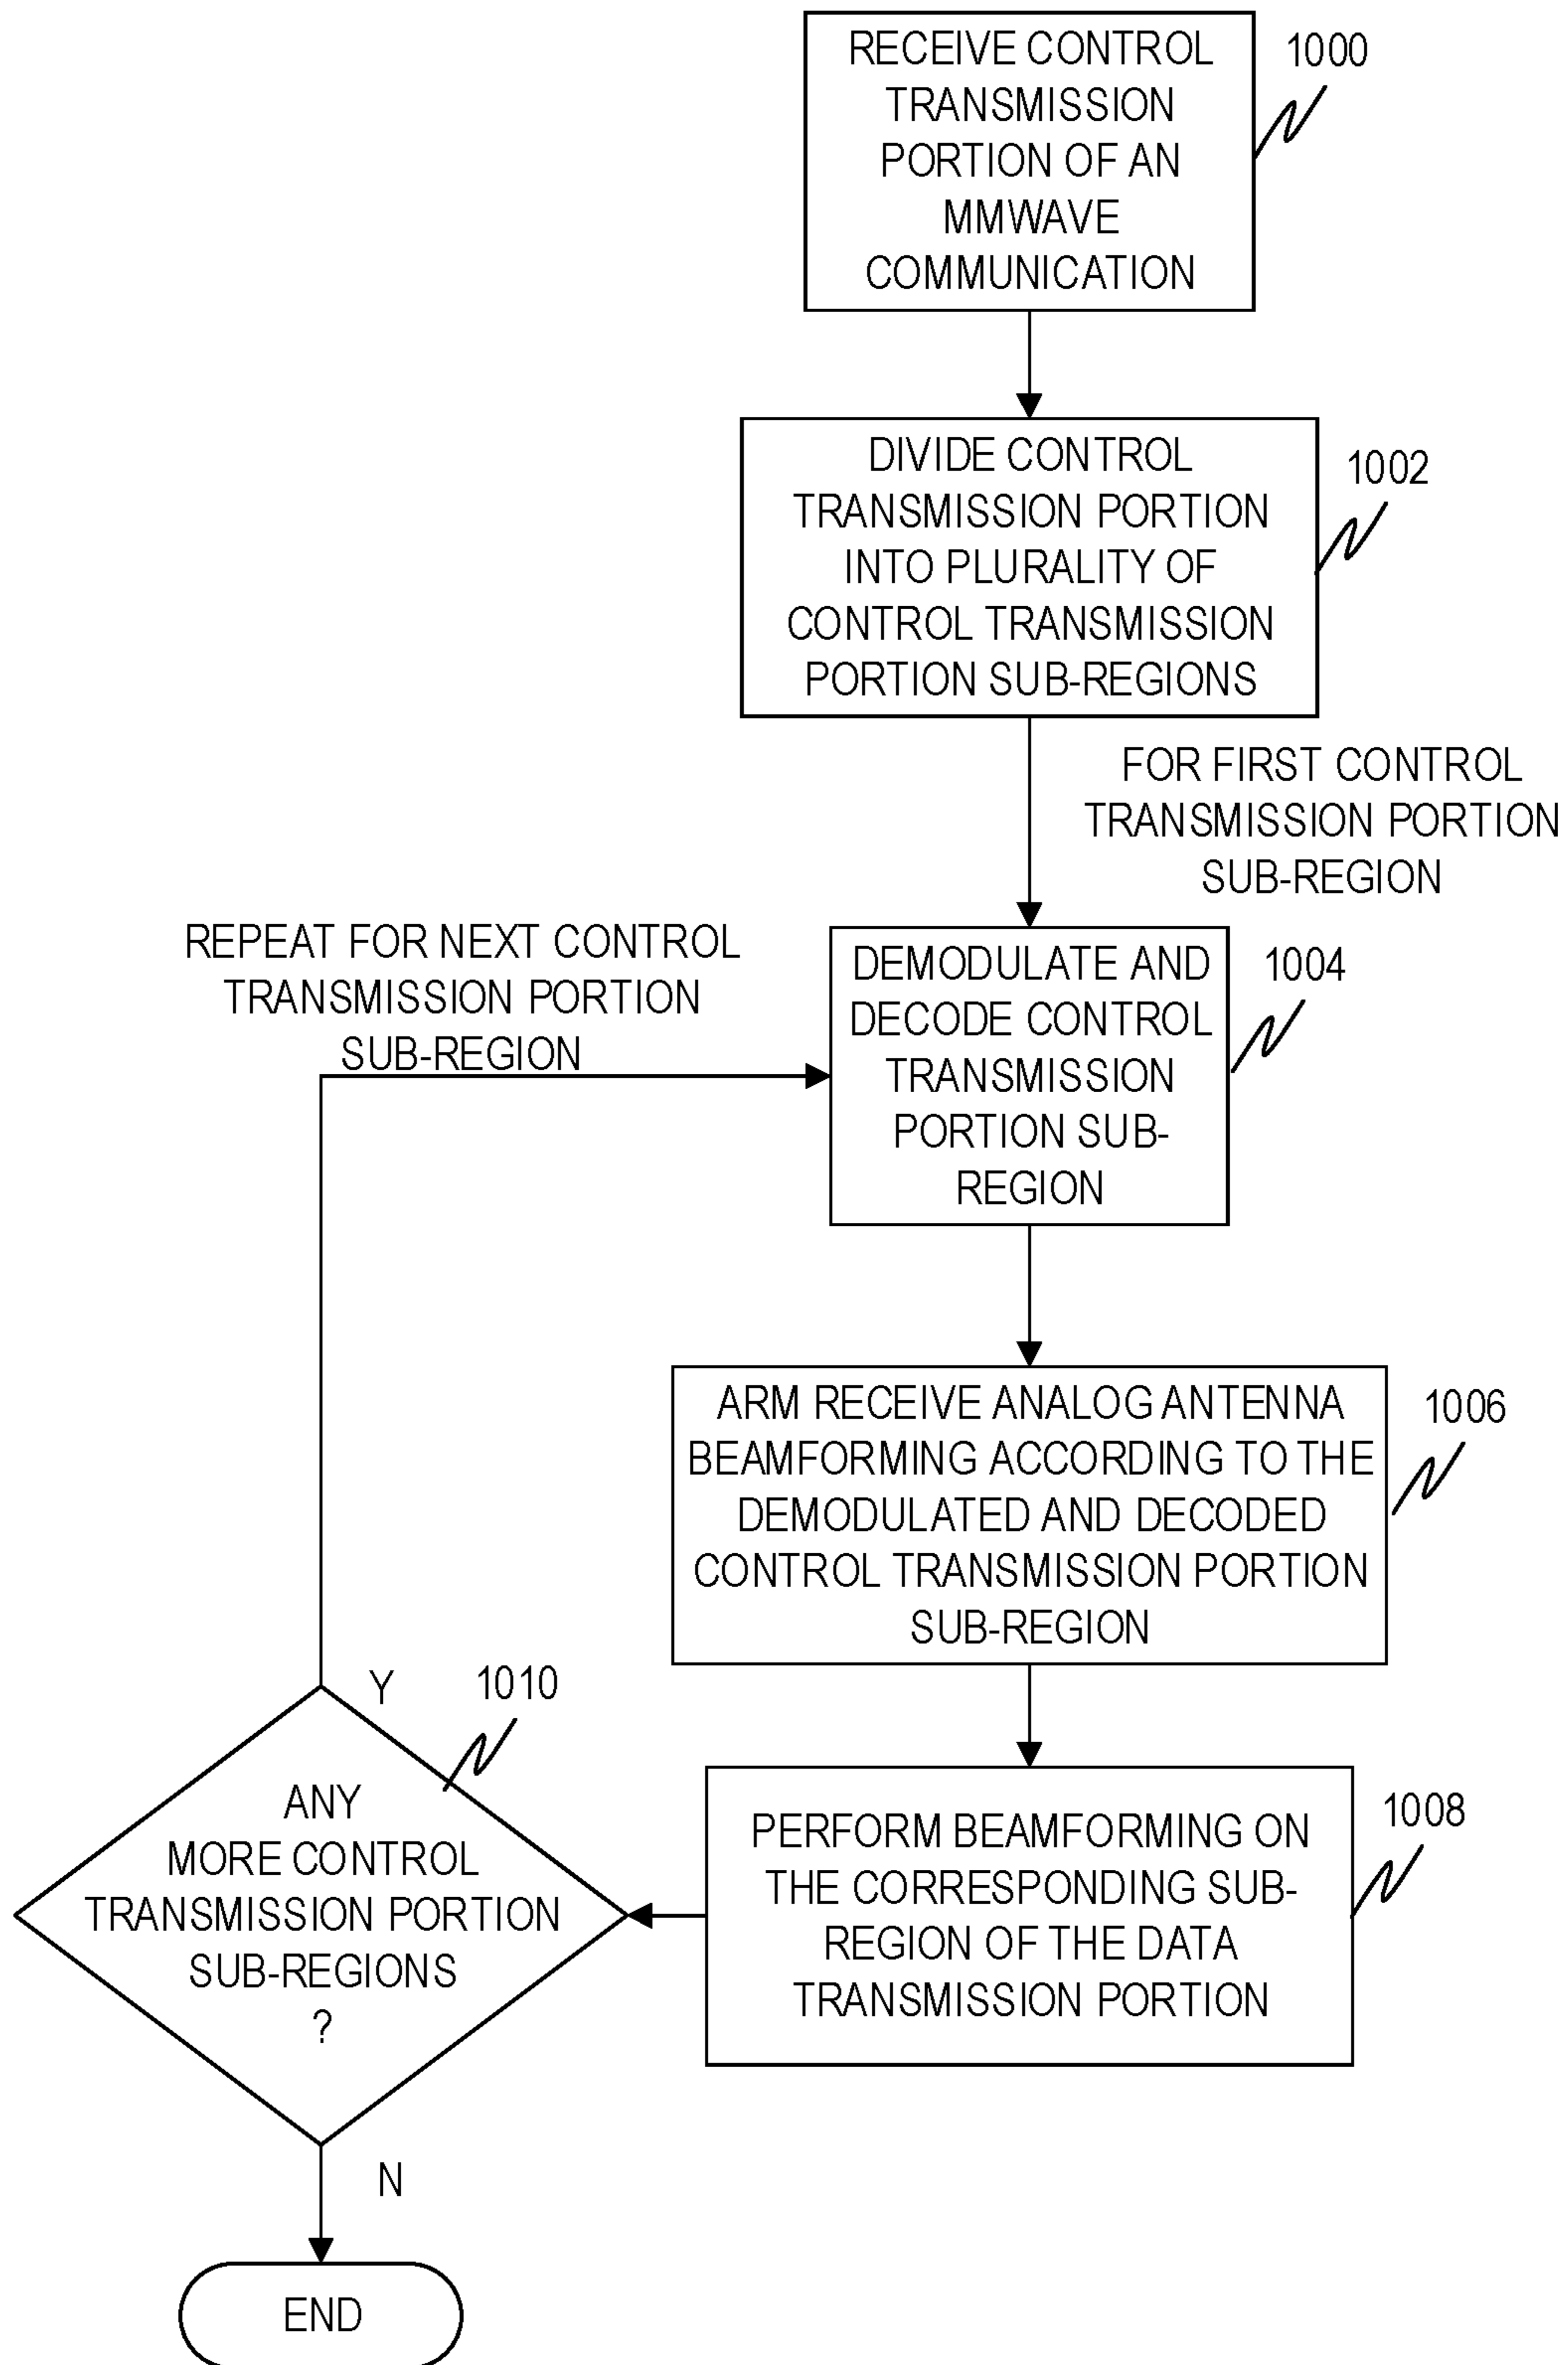 RECEIVE CONTROL
TRANSMISSION
PORTION OF AN
MMWAVE
COMMUNICATION
1000
DIVIDE CONTROL
TRANSMISSION PORTION
INTO PLURALITY OF
CONTROL TRANSMISSION
PORTION SUB-REGIONS
1002
FOR FIRST CONTROL
TRANSMISSION PORTION
SUB-REGION
REPEAT FOR NEXT CONTROL
TRANSMISSION PORTION
SUB-REGION
DEMODULATE AND
DECODE CONTROL
TRANSMISSION
PORTION SUB-
REGION
1004
ARM RECEIVE ANALOG ANTENNA
BEAMFORMING ACCORDING TO THE
DEMODULATED AND DECODED
CONTROL TRANSMISSION PORTION
SUB-REGION
1006
PERFORM BEAMFORMING ON
THE CORRESPONDING SUB-
REGION OF THE DATA
TRANSMISSION PORTION
1008
Y
1010
ANY
MORE CONTROL
TRANSMISSION PORTION
SUB-REGIONS
?
N
END